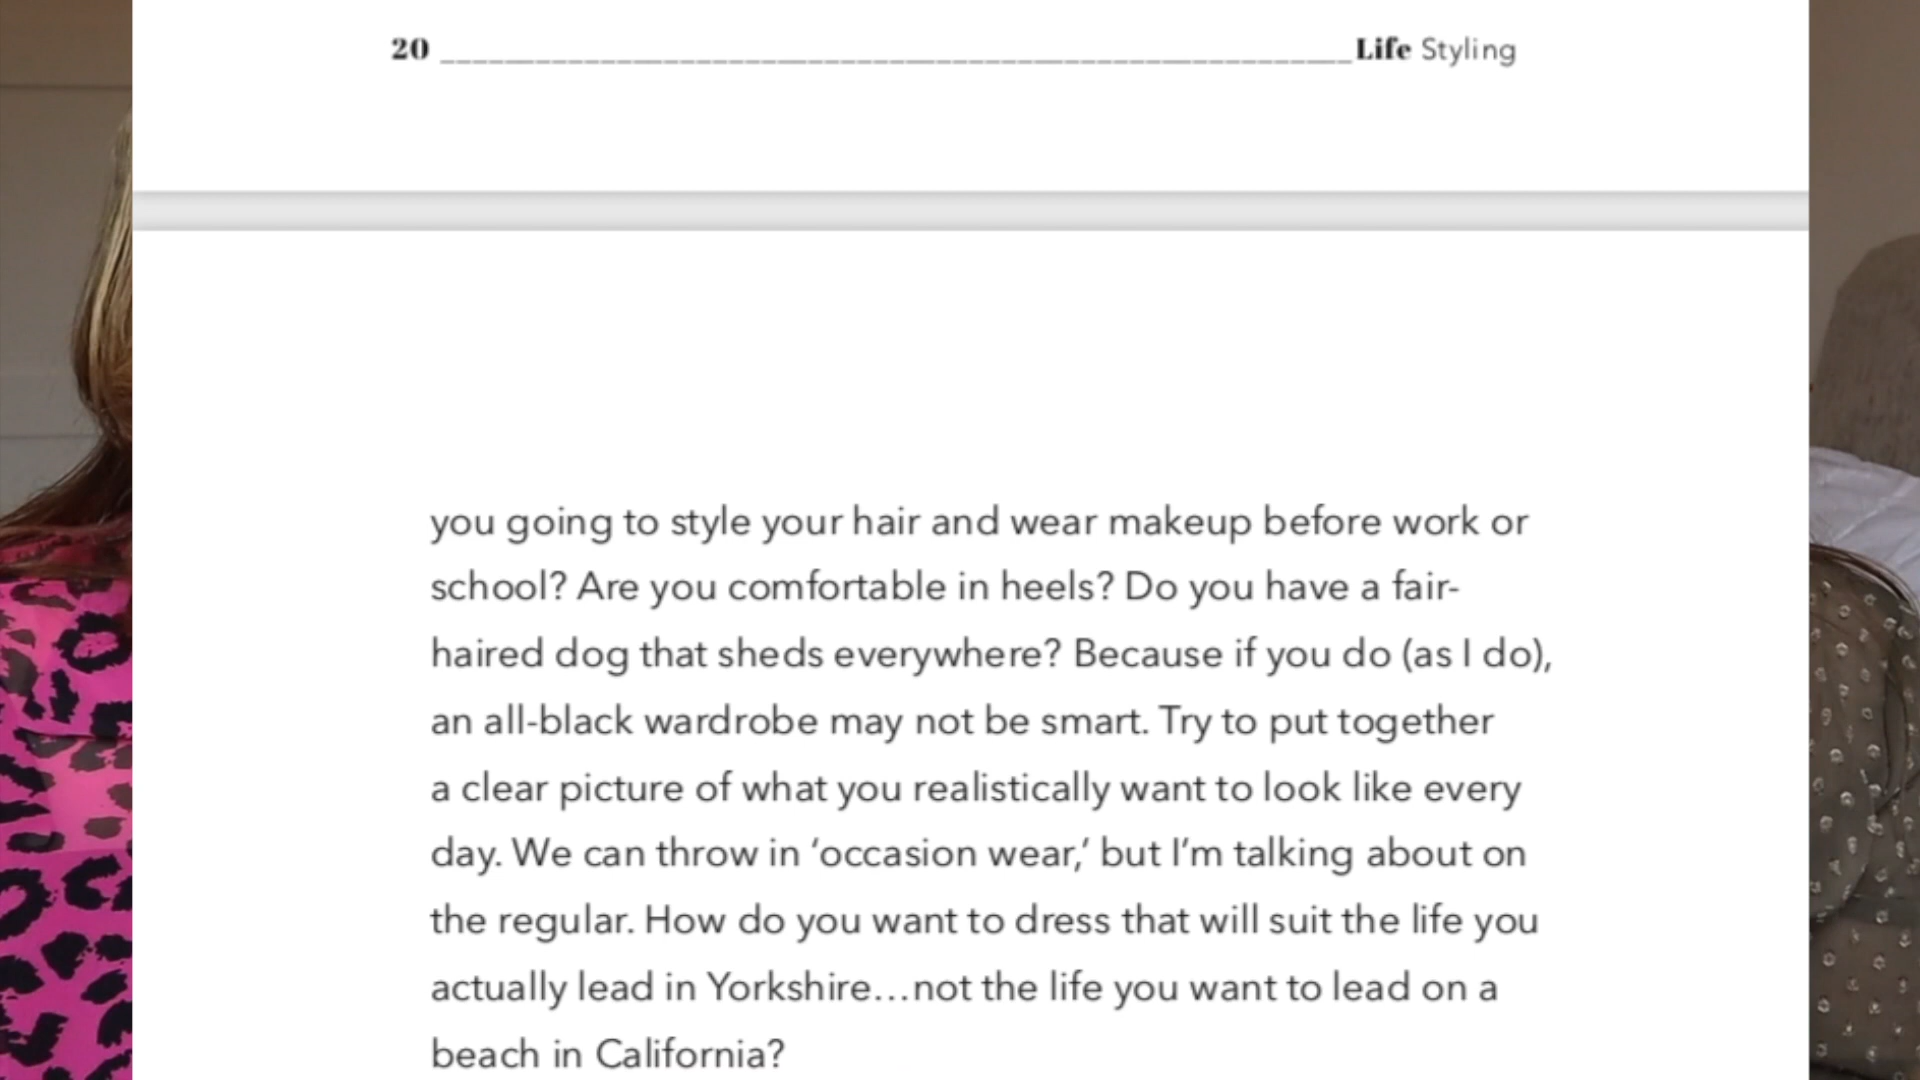 20 Life Styling
you going to style your hair and wear makeup before work or
school? Are you comfortable in heels? Do you have a fair-
haired dog that sheds everywhere? Because if you do (as I do),
an all-black wardrobe may not be smart. Try to put together
a clear picture of what you realistically want to look like every
day. We can throw in ‘occasion wear,’ but I’m talking about on
the regular. How do you want to dress that will suit the life you
actually lead in Yorkshire…not the life you want to lead on a
beach in California?